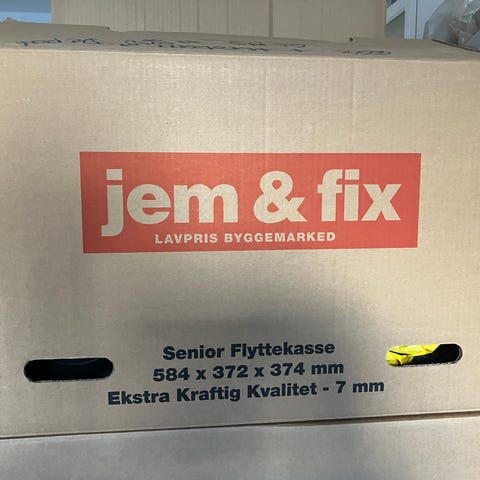 jem & fix
LAVPRIS BYGGEMARKED
Senior Flyttekasse
584 x 372 x 374 mm
Ekstra Kraftig Kvalitet - 7 mm